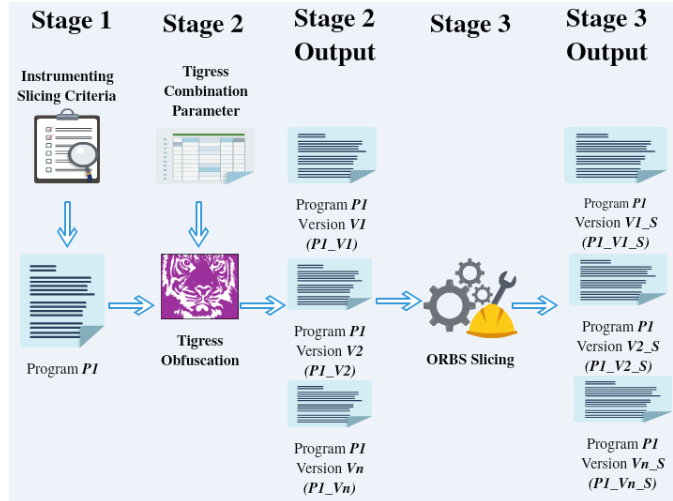 Stage 1
Instrumenting
Slicing Criteria
Program P1
Stage 2
Tigress
Combination
Parameter
Tigress
Obfuscation
Stage 2
Output
Program P1
Version V1
(P1_V1)
Program P1
Version V2
(P1_V2)
Program P1
Version Vn
(P1_Vn)
Stage 3
ORBS Slicing
Stage 3
Output
Program P1
Version V1_S
(P1_V1_S)
Program P1
Version V2_S
(P1_V2_S)
Program P1
Version Vn_S
(P1_Vn_S)